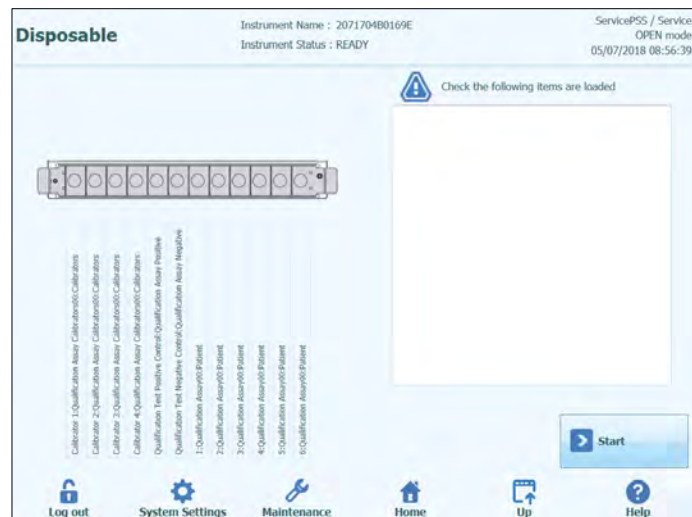 Disposable
Instrument Name : 2071704B0169E
Instrument Status : READY
ServicePSS / Service
OPEN mode
05/07/2018 08:56:39
Check the following items are loaded
Calibrator 1:Qualification Assay Calibrators00:Calibrators
Calibrator 2:Qualification Assay Calibrators00:Calibrators
Calibrator 3:Qualification Assay Calibrators00:Calibrators
Calibrator 4:Qualification Assay Calibrators00:Calibrators
Qualification Test Positive Control:Qualification Assay Positive
Qualification Test Negative Control:Qualification Assay Negative
1:Qualification Assay00:Patient
2:Qualification Assay00:Patient
3:Qualification Assay00:Patient
4:Qualification Assay00:Patient
5:Qualification Assay00:Patient
6:Qualification Assay00:Patient
Start
Log out
System Settings
Maintenance
Home
Up
Help